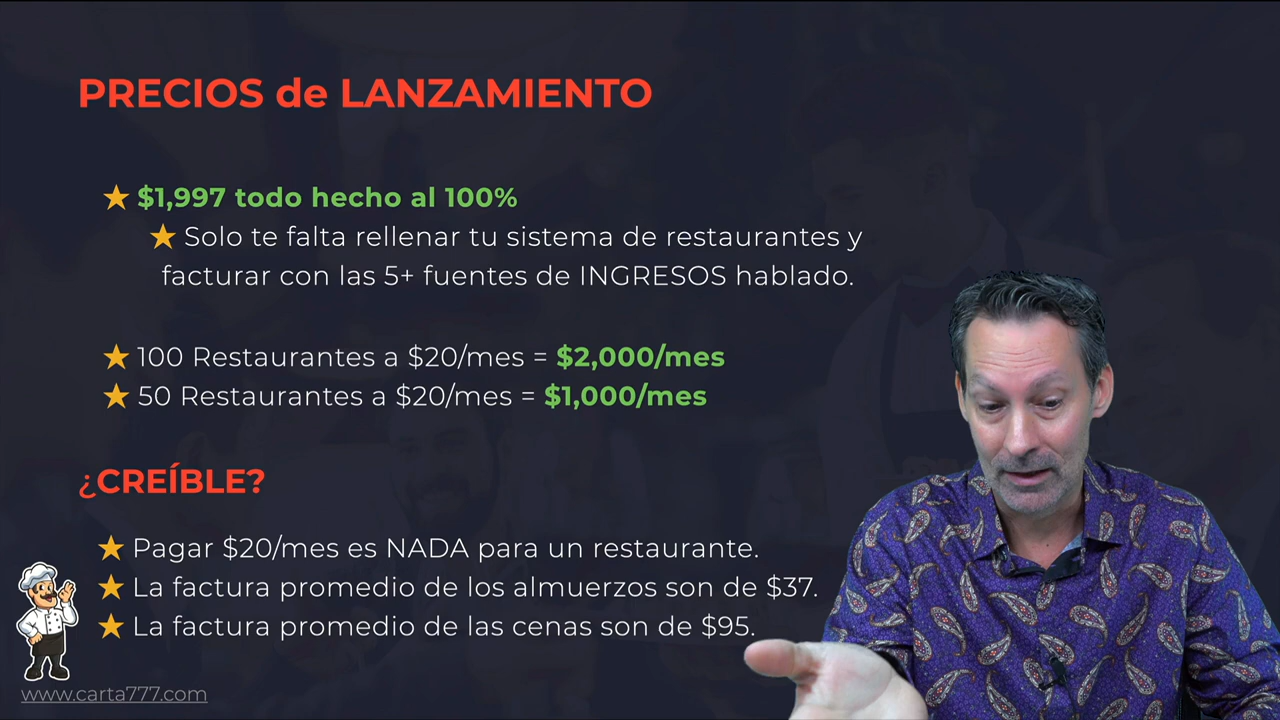 PRECIOS de LANZAMIENTO
$1,997 todo hecho al 100%
Solo te falta rellenar tu sistema de restaurantes y
facturar con las 5+ fuentes de INGRESOS hablado.
100 Restaurantes a $20/mes = $2,000/mes
50 Restaurantes a $20/mes = $1,000/mes
¿CREÍBLE?
Pagar $20/mes es NADA para un restaurante.
La factura promedio de los almuerzos son de $37.
La factura promedio de las cenas son de $95.
www.carta777.com